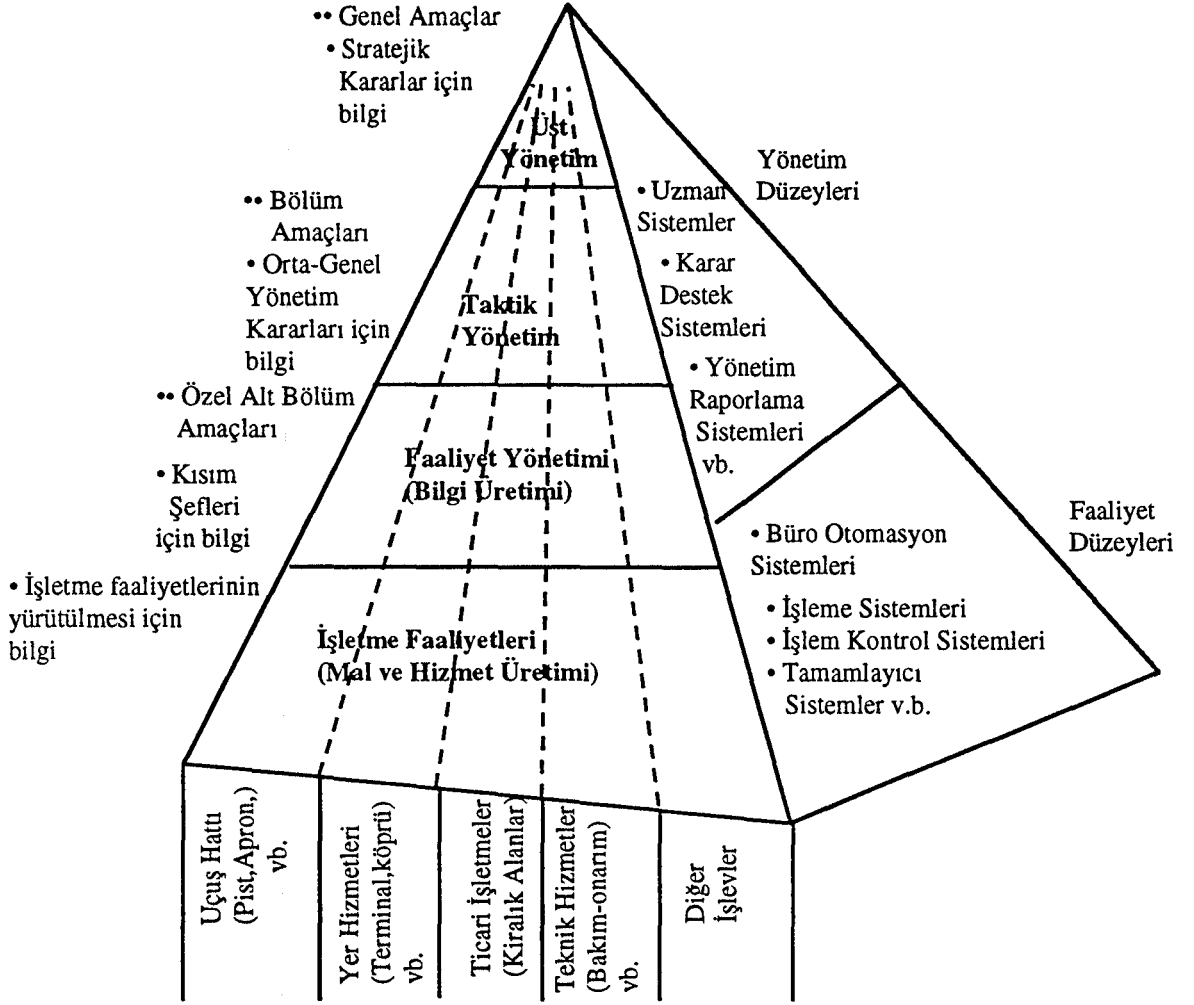 •• Genel Amaçlar
• Stratejik
Kararlar için
bilgi
Üst
Yönetim
Yönetim
Düzeyleri
•• Bölüm
Amaçları
• Orta-Genel
Yönetim
Kararları için
bilgi
• Uzman
Sistemler
• Karar
Destek
Sistemleri
• Yönetim
Raporlama
Sistemleri
vb.
Taktik
Yönetim
•• Özel Alt Bölüm
Amaçları
• Kısım
Şefleri
için bilgi
Faaliyet Yönetimi
(Bilgi Üretimi)
Faaliyet
Düzeyleri
• Büro Otomasyon
Sistemleri
• İşleme Sistemleri
• İşlem Kontrol Sistemleri
• Tamamlayıcı
Sistemler v.b.
• İşletme faaliyetlerinin
yürütülmesi için
bilgi
İşletme Faaliyetleri
(Mal ve Hizmet Üretimi)
Uçuş Hattı
(Pist,Apron,)
vb.
Yer Hizmetleri
(Terminal,köprü)
vb.
Ticari İşletmeler
(Kiralık Alanlar)
Teknik Hizmetler
(Bakım-onarım)
vb.
Diğer
İşlevler